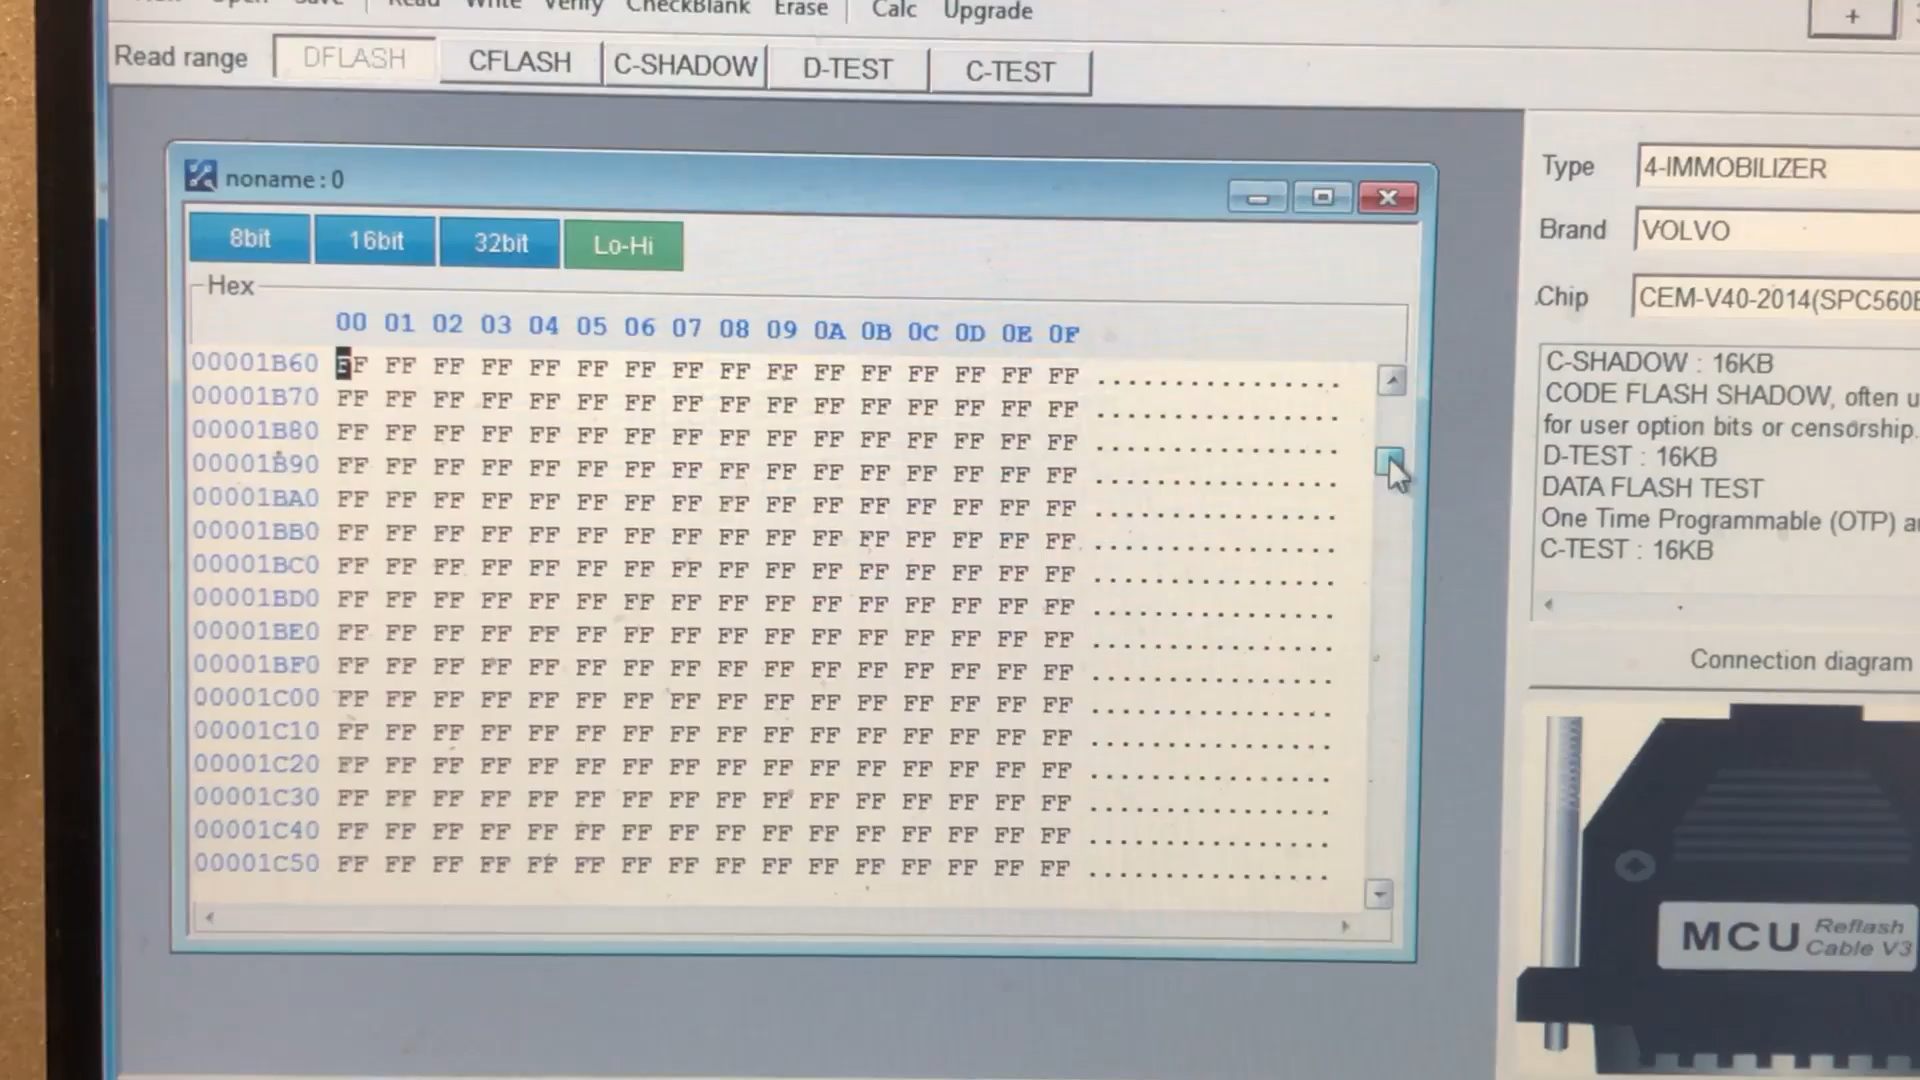 Open Save Read Write Verify CheckBlank Erase Calc Upgrade
+
Read range DFLASH CFLASH C-SHADOW D-TEST C-TEST
noname:0
8bit 16bit 32bit Lo-Hi
Hex
00 01 02 03 04 05 06 07 08 09 0A 0B 0C 0D 0E 0F
00001B60 FF FF FF FF FF FF FF FF FF FF FF FF FF FF FF FF ................
00001B70 FF FF FF FF FF FF FF FF FF FF FF FF FF FF FF FF ................
00001B80 FF FF FF FF FF FF FF FF FF FF FF FF FF FF FF FF ................
00001B90 FF FF FF FF FF FF FF FF FF FF FF FF FF FF FF FF ................
00001BA0 FF FF FF FF FF FF FF FF FF FF FF FF FF FF FF FF ................
00001BB0 FF FF FF FF FF FF FF FF FF FF FF FF FF FF FF FF ................
00001BC0 FF FF FF FF FF FF FF FF FF FF FF FF FF FF FF FF ................
00001BD0 FF FF FF FF FF FF FF FF FF FF FF FF FF FF FF FF ................
00001BE0 FF FF FF FF FF FF FF FF FF FF FF FF FF FF FF FF ................
00001BF0 FF FF FF FF FF FF FF FF FF FF FF FF FF FF FF FF ................
00001C00 FF FF FF FF FF FF FF FF FF FF FF FF FF FF FF FF ................
00001C10 FF FF FF FF FF FF FF FF FF FF FF FF FF FF FF FF ................
00001C20 FF FF FF FF FF FF FF FF FF FF FF FF FF FF FF FF ................
00001C30 FF FF FF FF FF FF FF FF FF FF FF FF FF FF FF FF ................
00001C40 FF FF FF FF FF FF FF FF FF FF FF FF FF FF FF FF ................
00001C50 FF FF FF FF FF FF FF FF FF FF FF FF FF FF FF FF ................
Type 4-IMMOBILIZER
Brand VOLVO
Chip CEM-V40-2014(SPC560B
C-SHADOW : 16KB
CODE FLASH SHADOW, often u
for user option bits or censorship.
D-TEST : 16KB
DATA FLASH TEST
One Time Programmable (OTP) a
C-TEST : 16KB
Connection diagram
MCU Reflash
Cable V3